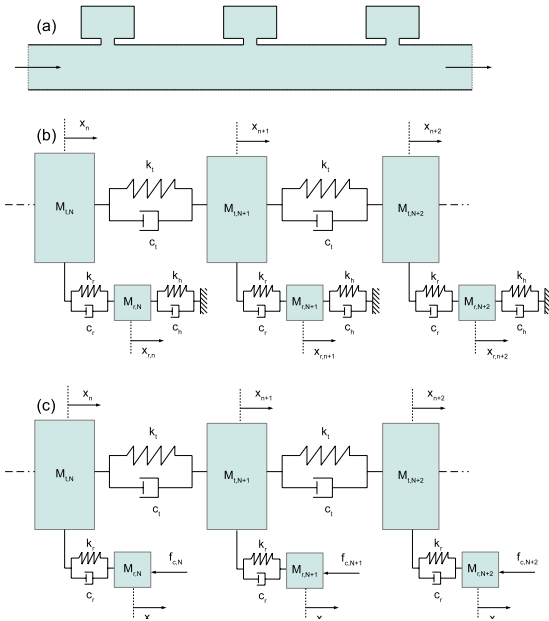 (a)
(b)
xn xn+1 xn+2
kt kt
Mt,N Mt,N+1 Mt,N+2
ct ct
kr kh kr kh kr kh
Mr,N Mr,N+1 Mr,N+2
cr ch cr ch cr ch
xr,n xr,n+1 xr,n+2
(c)
xn xn+1 xn+2
kt kt
Mt,N Mt,N+1 Mt,N+2
ct ct
kr fc,N kr fc,N+1 kr fc,N+2
Mr,N Mr,N+1 Mr,N+2
cr cr cr
x x x